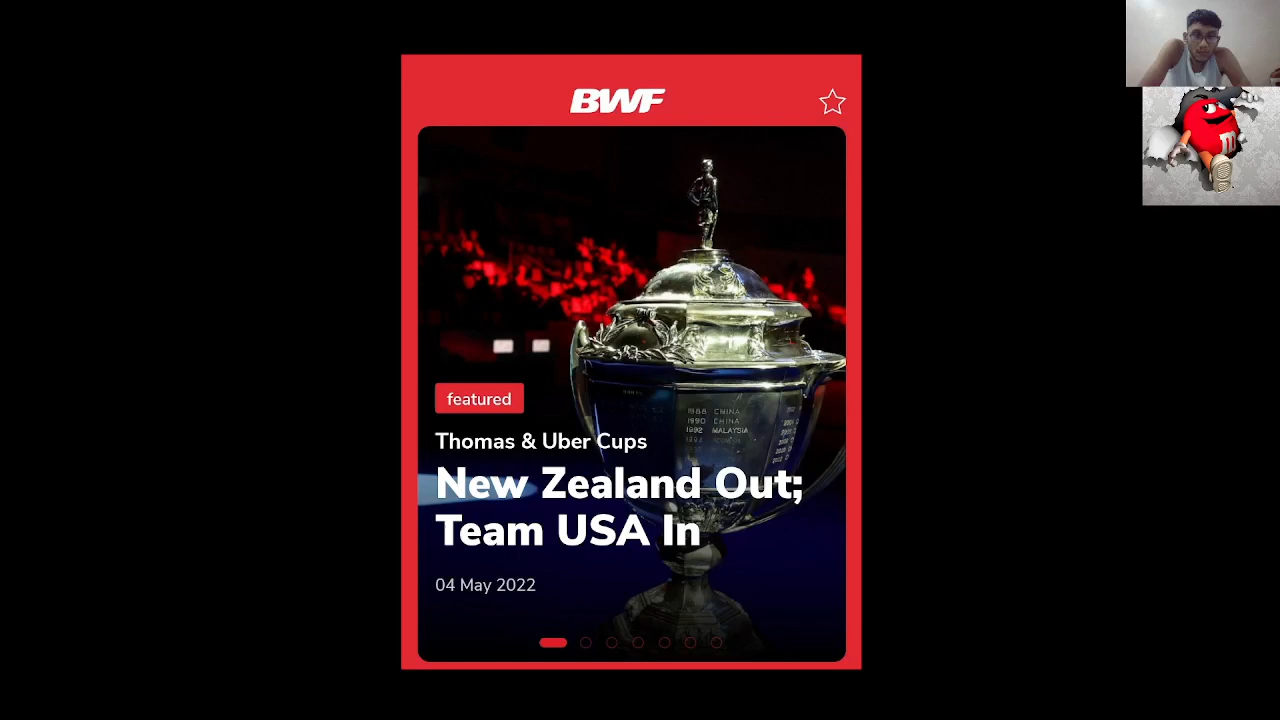 BWF
1988 CHINA
1990 CHINA
1992 MALAYSIA
featured
Thomas & Uber Cups
New Zealand Out;
Team USA In
04 May 2022